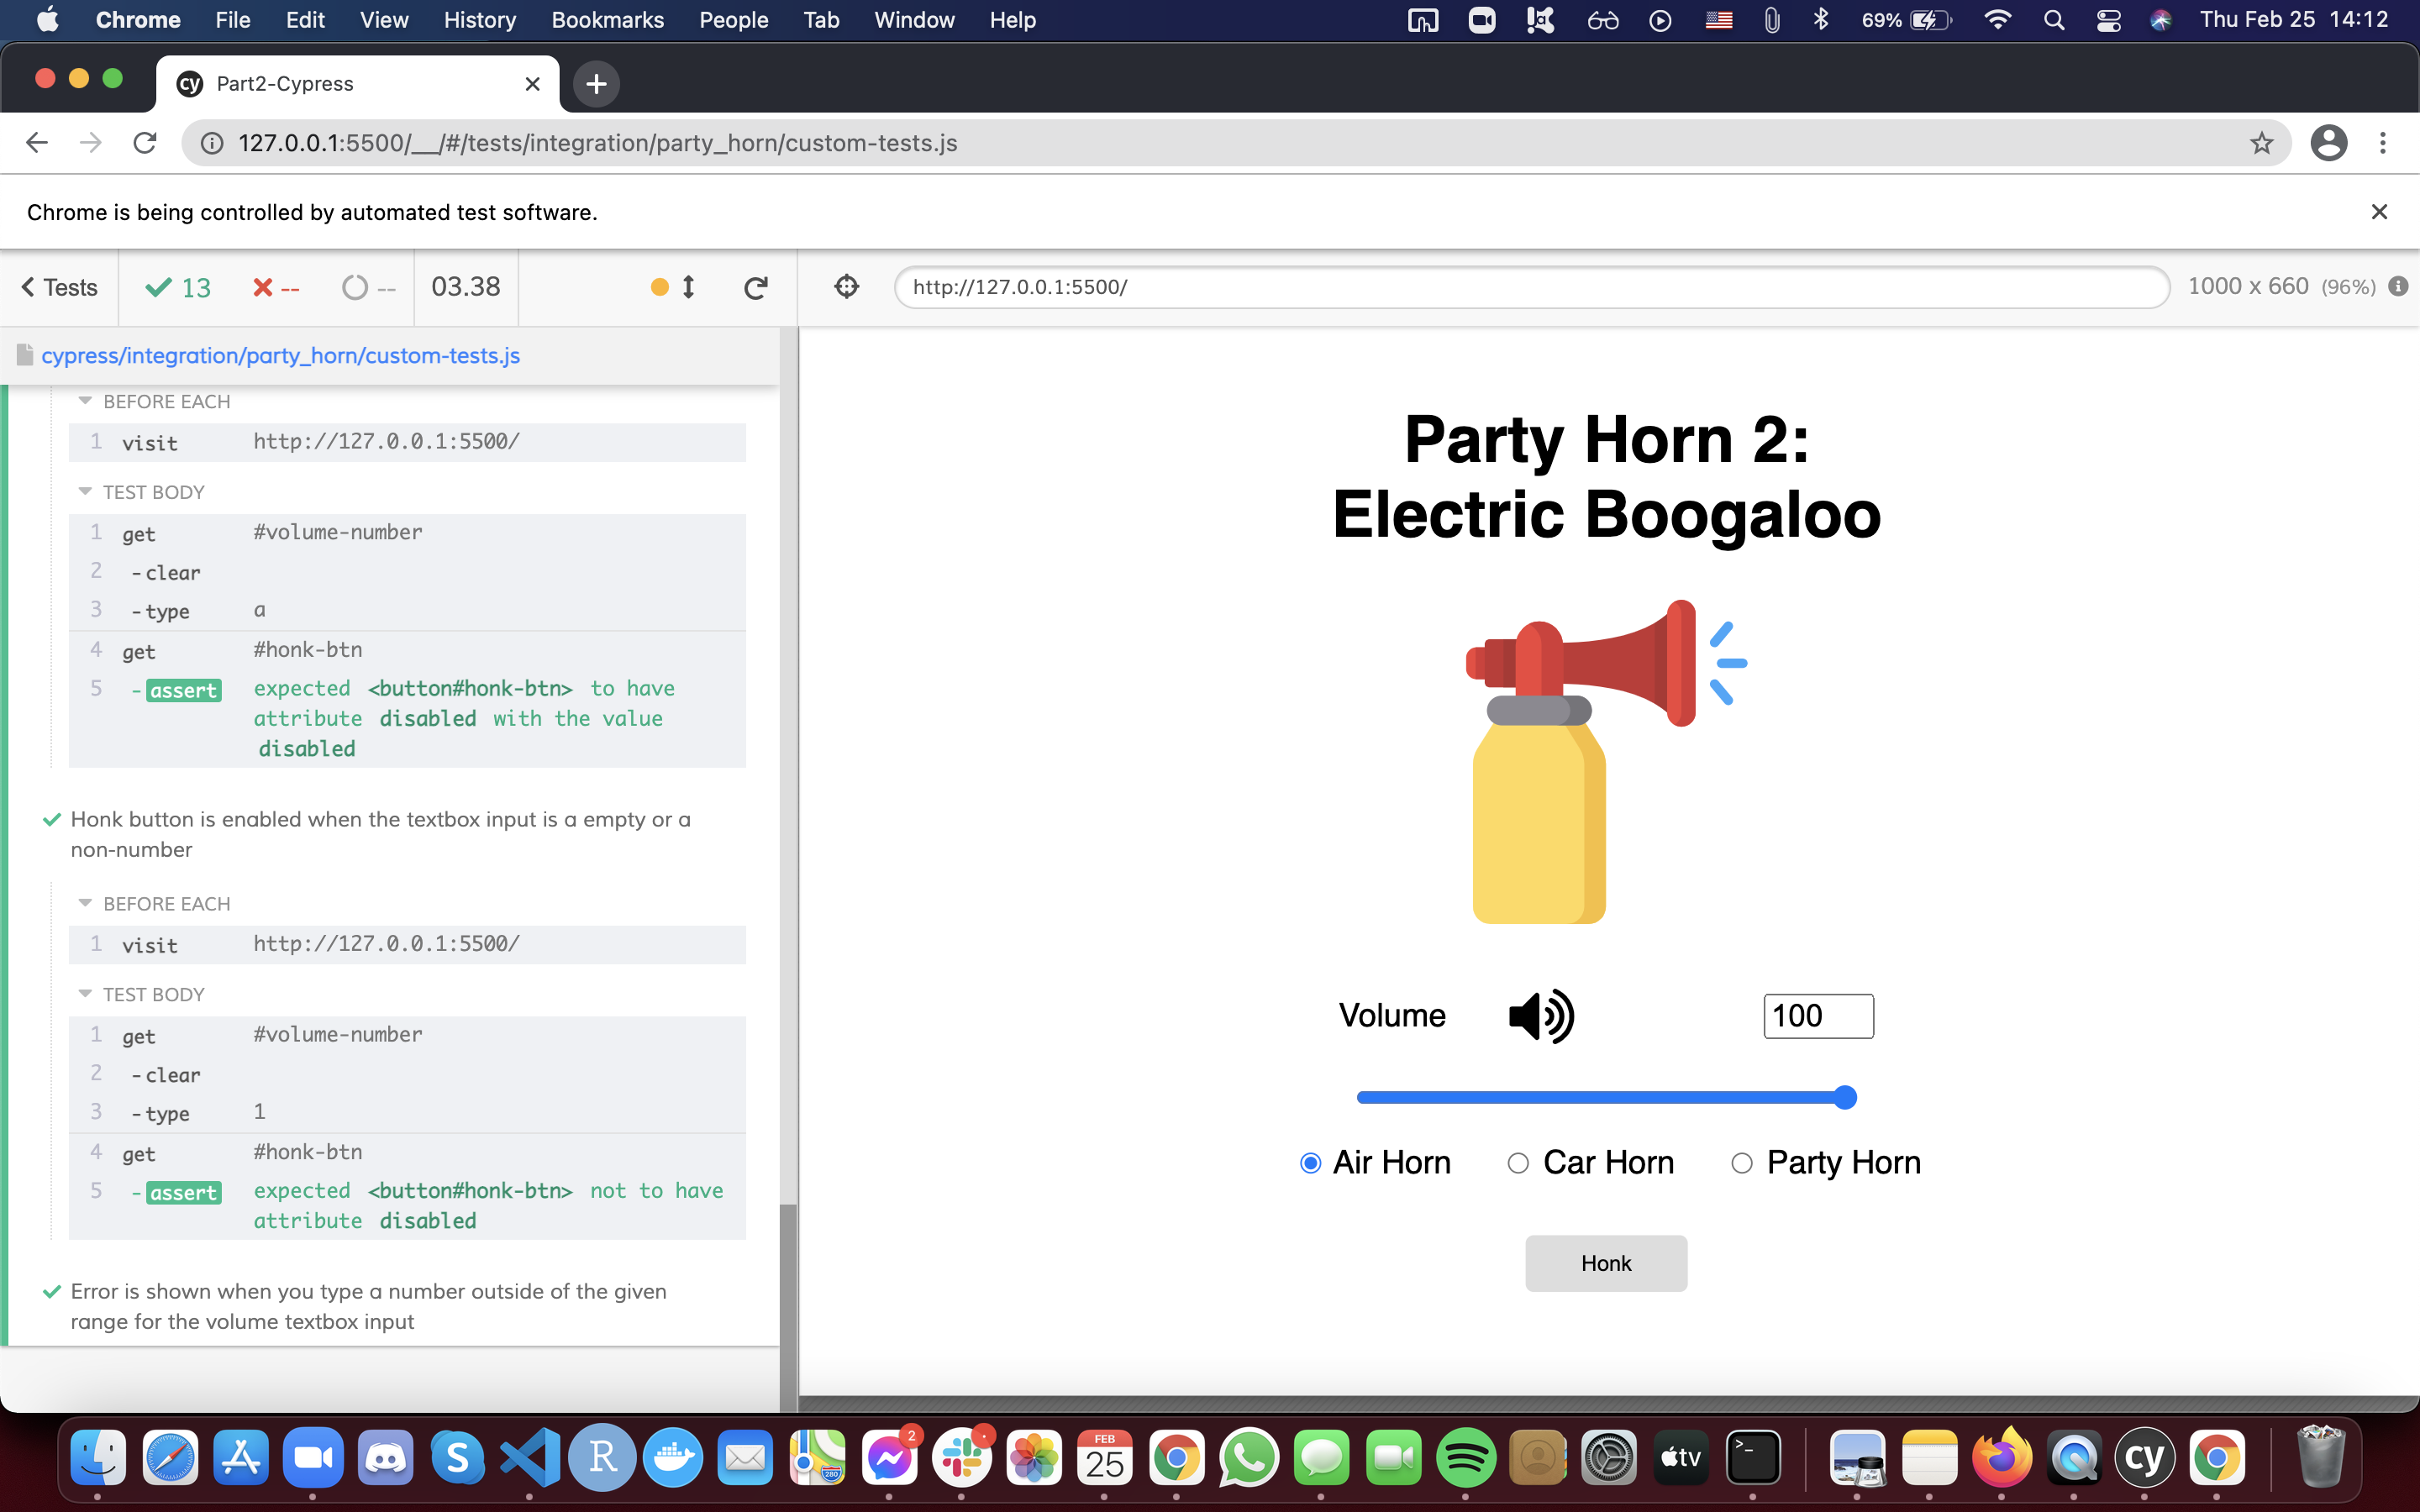 Chrome File Edit View History Bookmarks People Tab Window Help 69% Thu Feb 25 14:12
cy Part2-Cypress
127.0.0.1:5500/__/#/tests/integration/party_horn/custom-tests.js
Chrome is being controlled by automated test software.
Tests 13 -- -- 03.38 http://127.0.0.1:5500/ 1000 x 660 (96%)
cypress/integration/party_horn/custom-tests.js
BEFORE EACH
1 visit http://127.0.0.1:5500/
TEST BODY
1 get #volume-number
2 -clear
3 -type a
4 get #honk-btn
5 -assert expected <button#honk-btn> to have
attribute disabled with the value
disabled
Honk button is enabled when the textbox input is a empty or a
non-number
BEFORE EACH
1 visit http://127.0.0.1:5500/
TEST BODY
1 get #volume-number
2 -clear
3 -type 1
4 get #honk-btn
5 -assert expected <button#honk-btn> not to have
attribute disabled
Error is shown when you type a number outside of the given
range for the volume textbox input
Party Horn 2:
Electric Boogaloo
Volume 100
Air Horn Car Horn Party Horn
Honk
S R 280 2 FEB 25 tv >_ cy